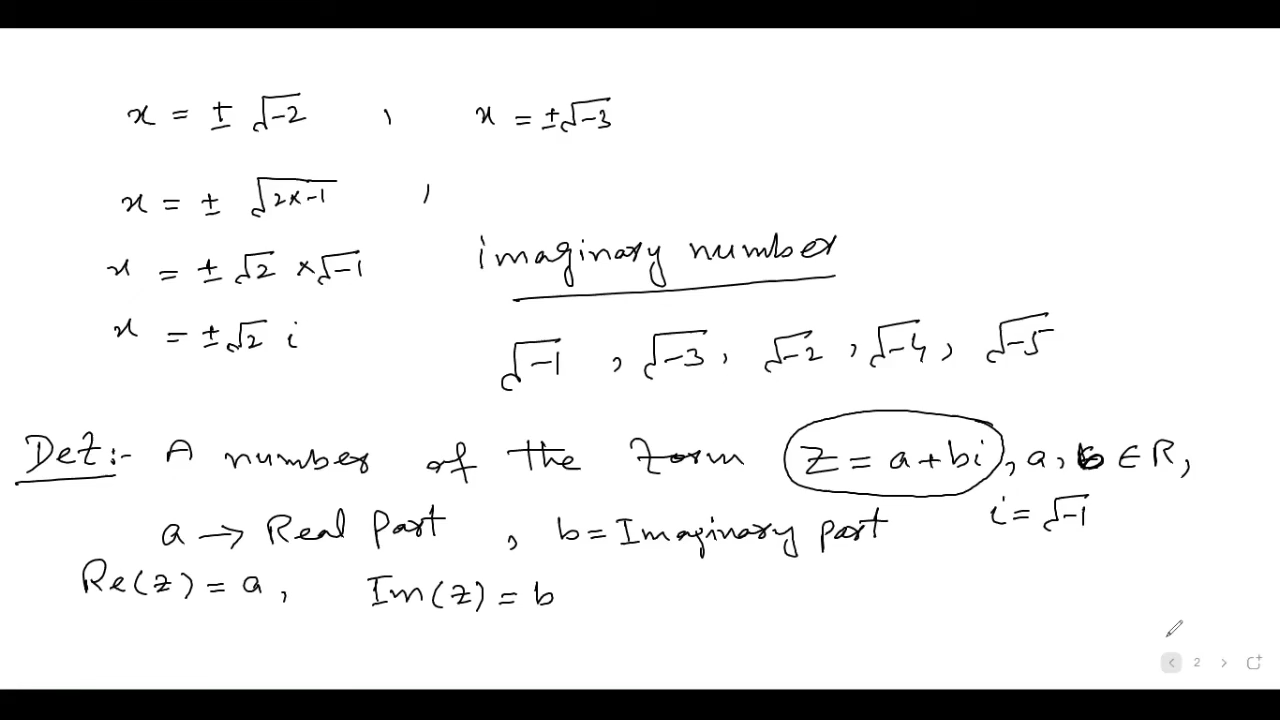 x = ± √-2 , x = ±√-3
x = ± √2×-1 ,
x = ± √2 ×√-1
imaginary number
x = ±√2 i
√-1 , √-3 , √-2 , √-4 , √-5
Def:- A number of the form z = a+bi , a, b ∈ R,
i = √-1
a → Real Part , b = Imaginary part
Re(z) = a , Im(z) = b
2